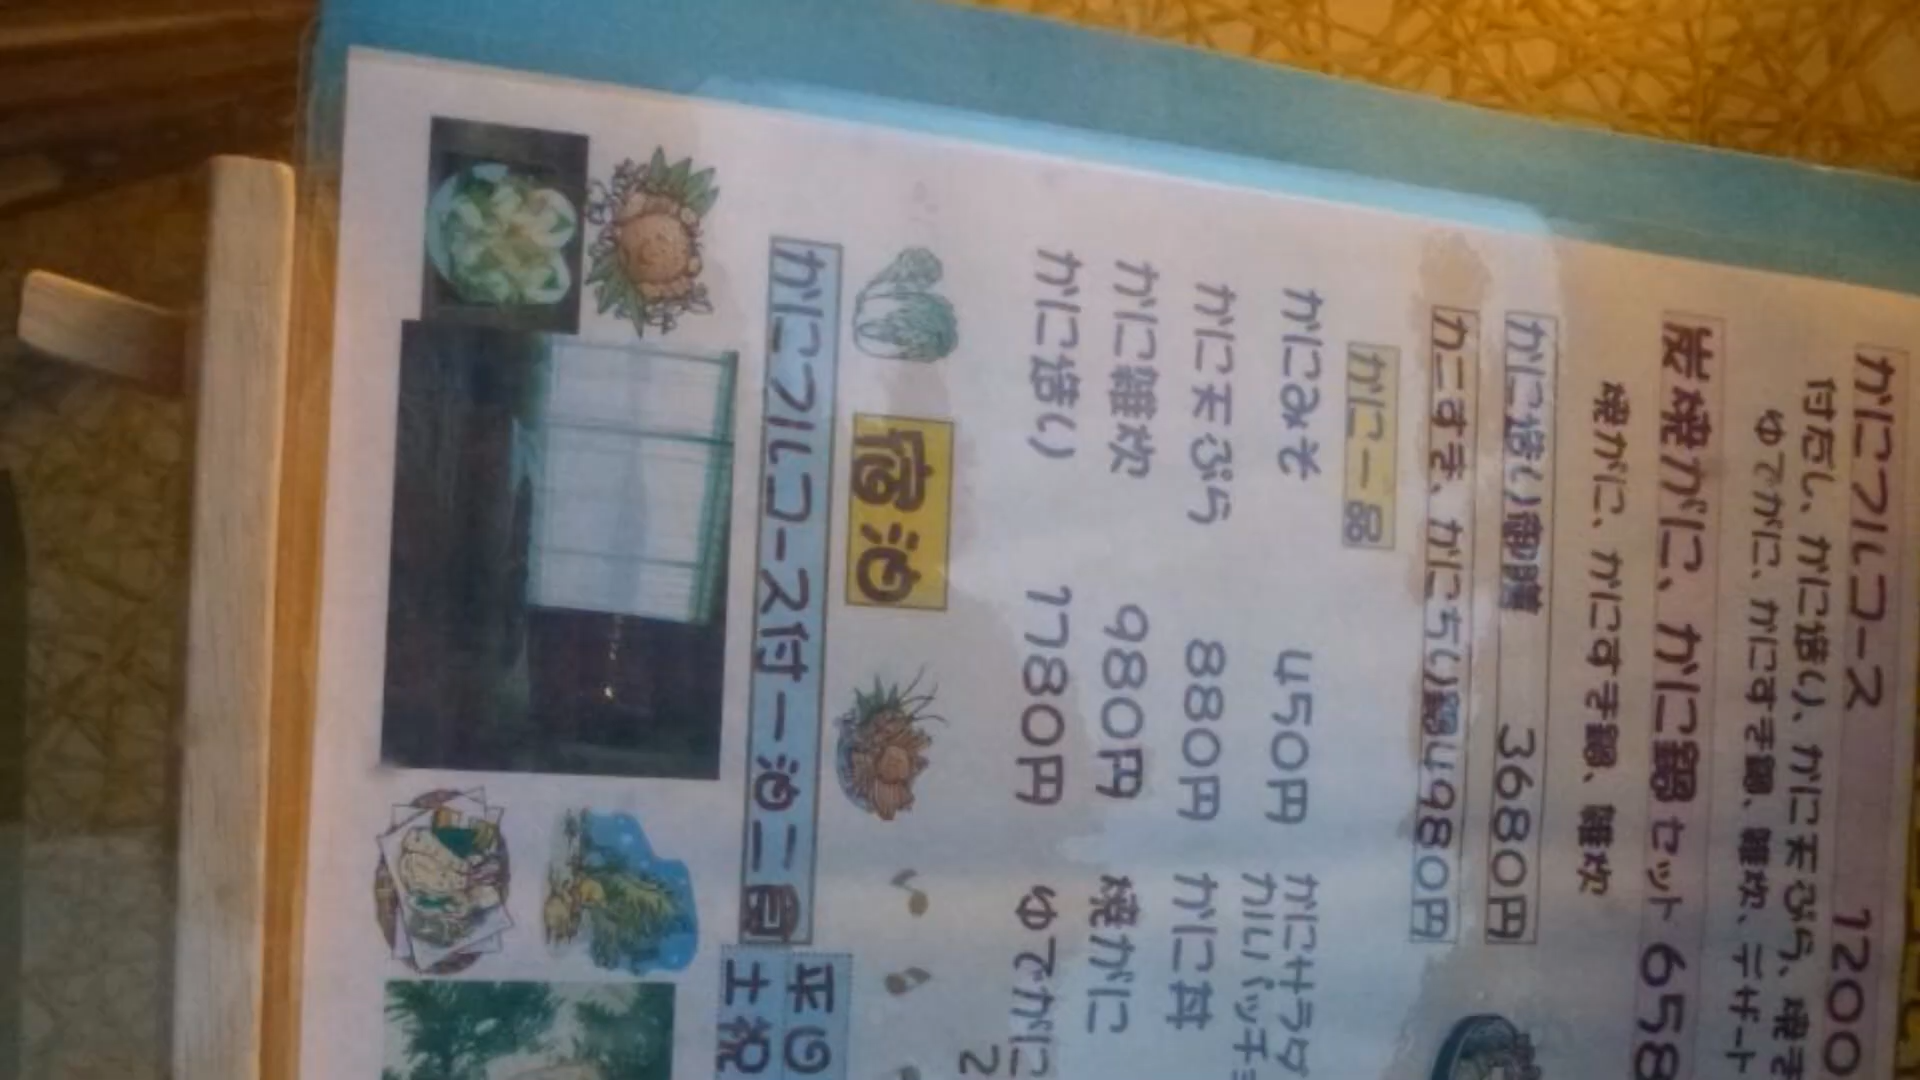 かにフルコース 1200
付だし、かに造り、かに天ぷら、焼き
ゆでがに、かにすき鍋、雑炊、デザート
炭焼がに、かに鍋セット 658
焼がに、かにすき鍋、雑炊
かに造り御膳 3680円
カニすき、かにちり鍋4980円
かに一品
かにみそ 450円 かにサラダ
カルパッチョ
かに天ぷら 880円 かに丼
かに雑炊 980円 焼がに
かに造り 1780円 ゆでがに
2
宿泊
かにフルコース付一泊二食
平日
土祝